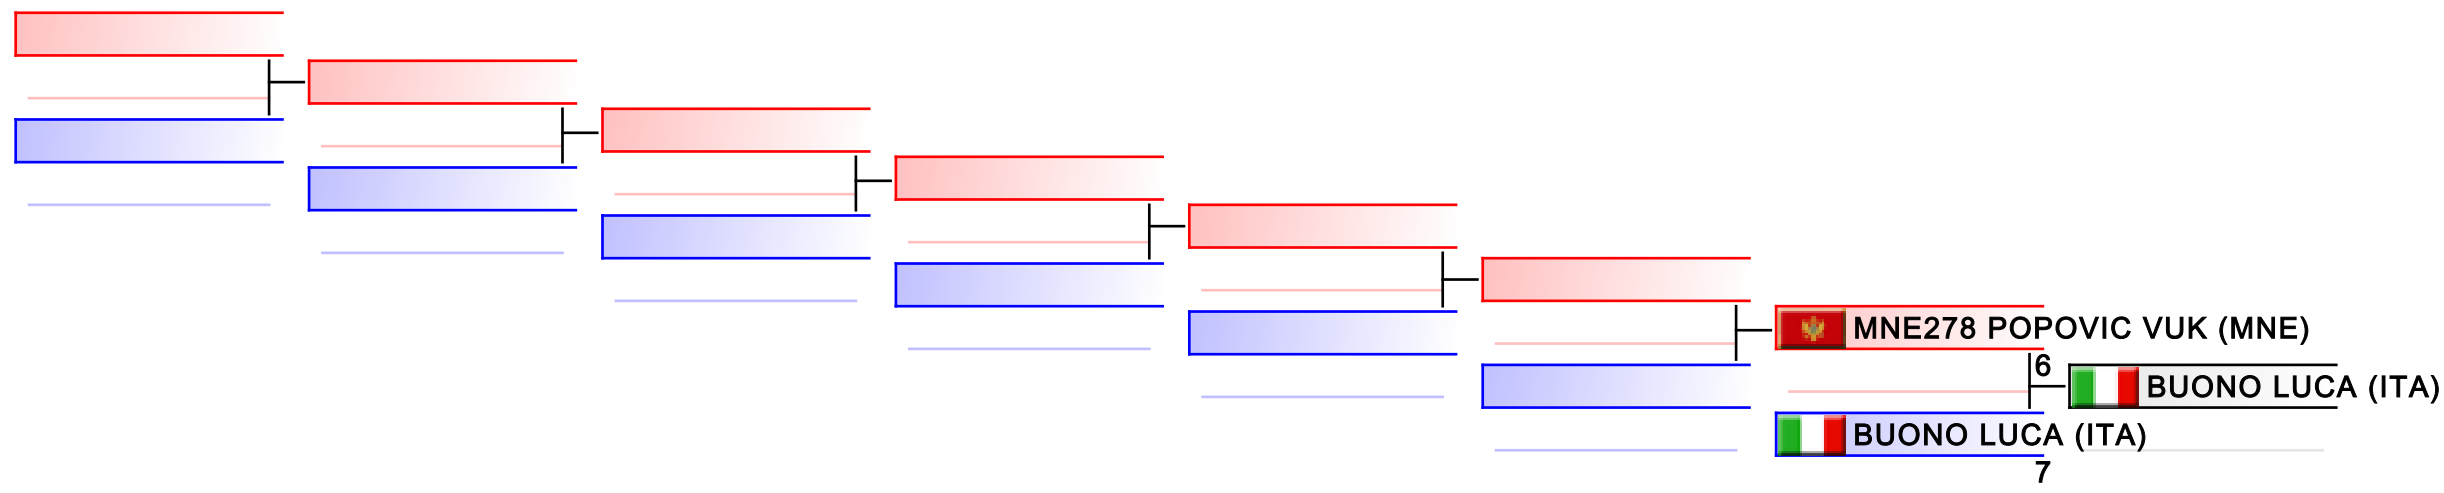 MNE278 POPOVIC VUK (MNE)
6
BUONO LUCA (ITA)
BUONO LUCA (ITA)
7